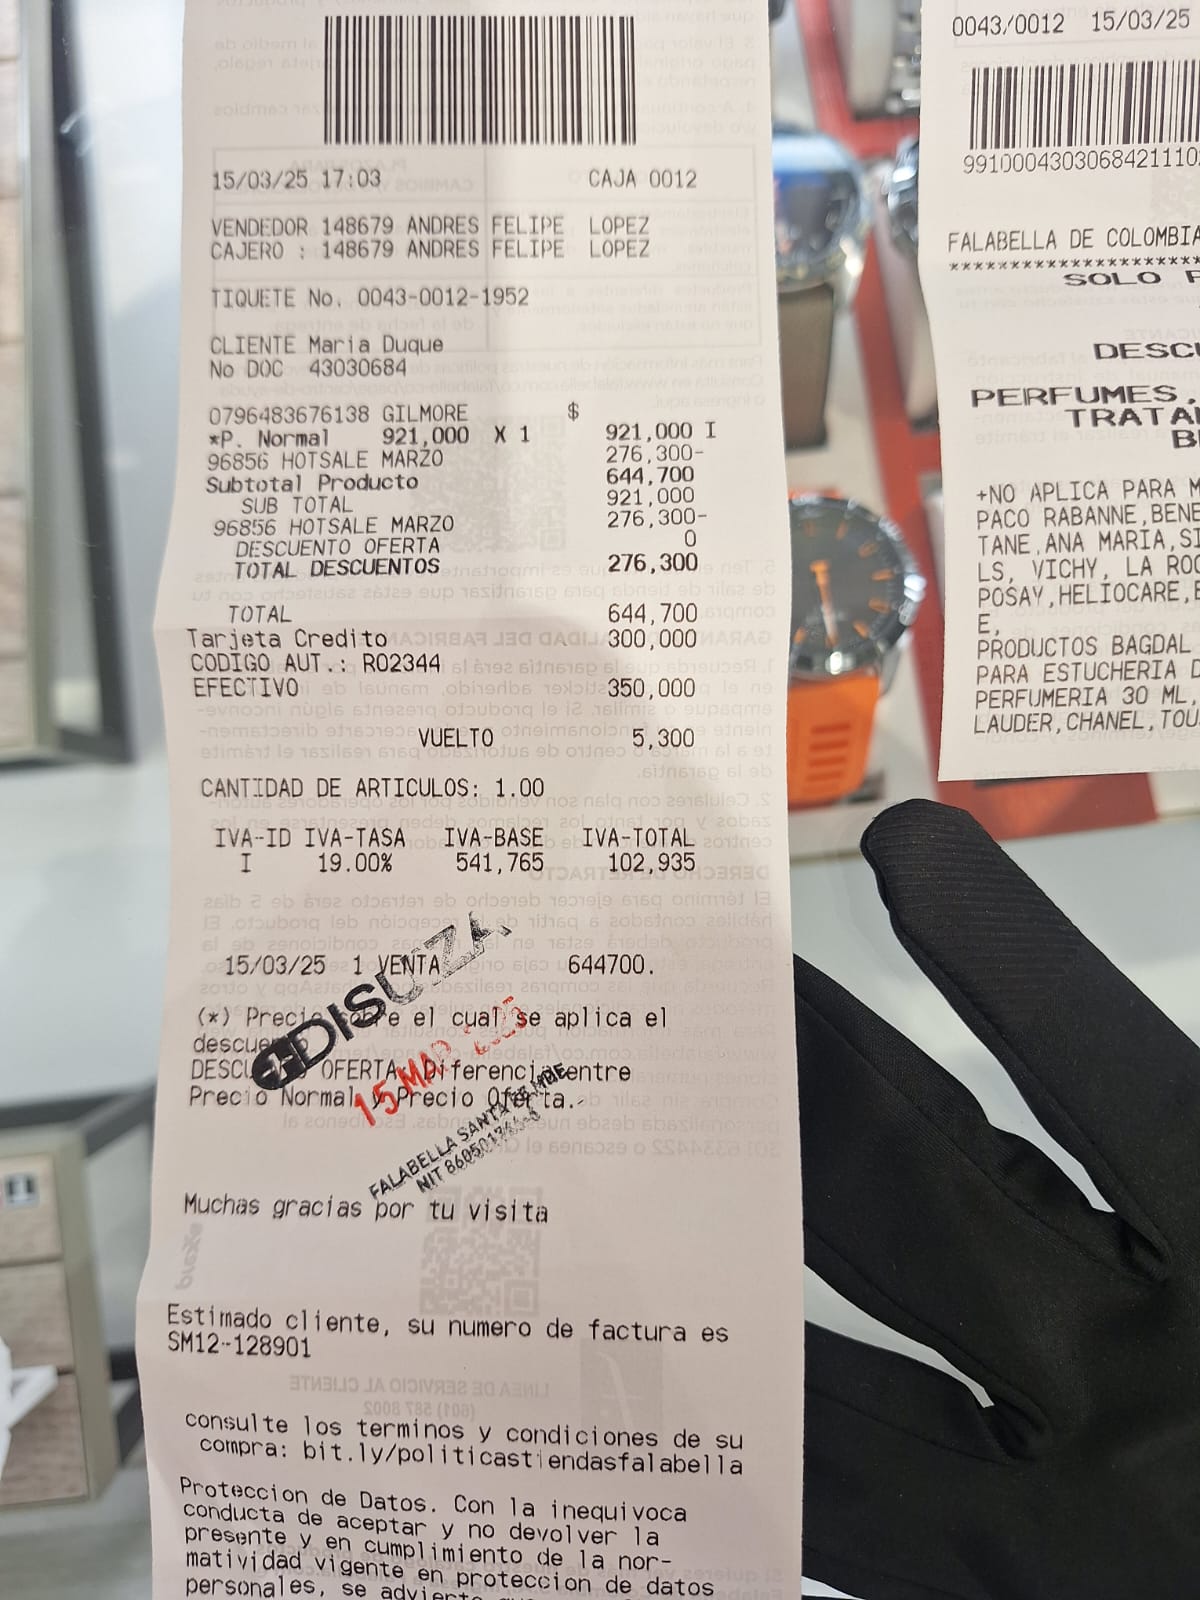 15/03/25 17:03 CAJA 0012
VENDEDOR 148679 ANDRES FELIPE LOPEZ
CAJERO : 148679 ANDRES FELIPE LOPEZ
TIQUETE No. 0043-0012-1952
CLIENTE Maria Duque
No DOC 43030684
0796483676138 GILMORE $
*P. Normal 921,000 X 1 921,000 I
96856 HOTSALE MARZO 276,300-
Subtotal Producto 644,700
SUB TOTAL 921,000
96856 HOTSALE MARZO 276,300-
DESCUENTO OFERTA 0
TOTAL DESCUENTOS 276,300
TOTAL 644,700
Tarjeta Credito 300,000
CODIGO AUT.: R02344
EFECTIVO 350,000
VUELTO 5,300
CANTIDAD DE ARTICULOS: 1.00
IVA-ID IVA-TASA IVA-BASE IVA-TOTAL
I 19.00% 541,765 102,935
15/03/25 1 VENTA 644700.
(*) Precio sobre el cual se aplica el
descuento
DESCUENTO OFERTA: Diferencia entre
Precio Normal y Precio Oferta.
DISUIZA
15 MAR 2025
FALABELLA SANTAFE MDE
NIT
Muchas gracias por tu visita
Estimado cliente, su numero de factura es
SM12-128901
consulte los terminos y condiciones de su
compra: bit.ly/politicastiendasfalabella
Proteccion de Datos. Con la inequivoca
conducta de aceptar y no devolver la
presente y en cumplimiento de la nor-
matividad vigente en proteccion de datos
personales, se advierte
0043/0012 15/03/25
9910004303068421110
FALABELLA DE COLOMBIA
**********************
SOLO
DESCU
PERFUMES,
TRATA
+NO APLICA PARA M
PACO RABANNE,BENE
TANE,ANA MARIA,SI
LS, VICHY, LA ROC
POSAY,HELIOCARE,E
E,
PRODUCTOS BAGDAL
PARA ESTUCHERIA D
PERFUMERIA 30 ML,
LAUDER,CHANEL,TOU